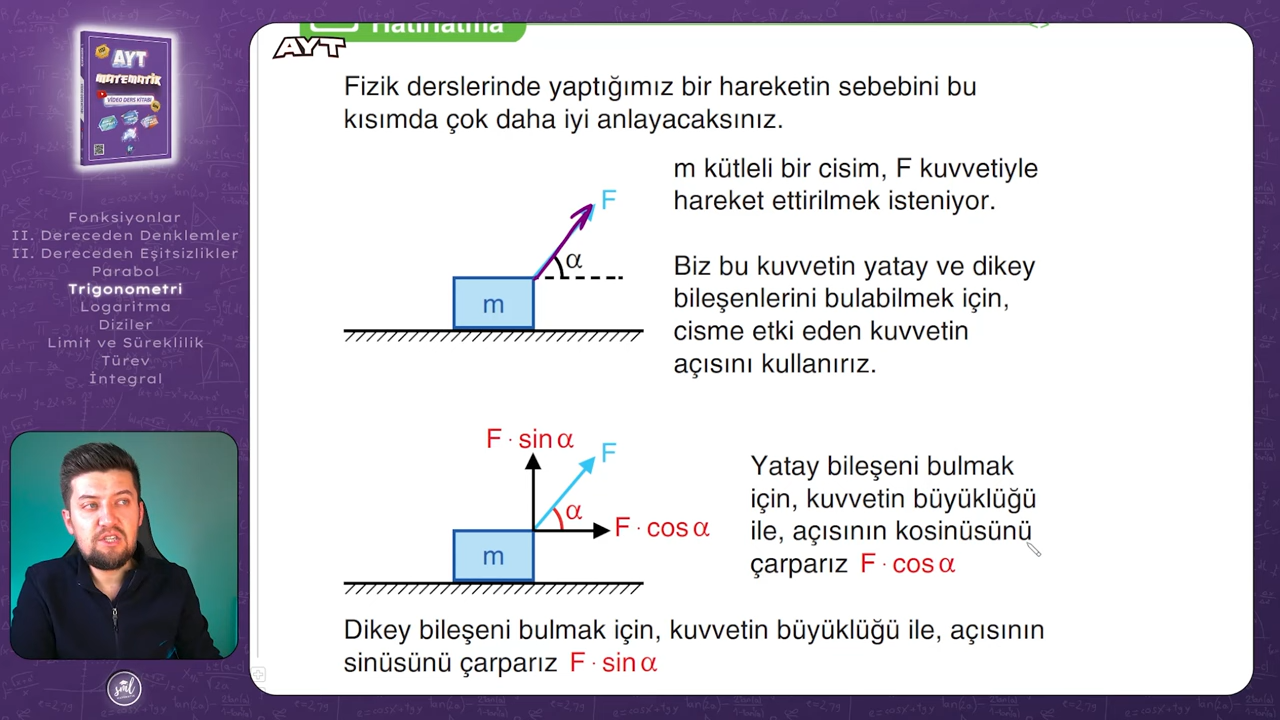 Hatırlatma
AYT
AYT
MATEMATİK
VİDEO DERS KİTABI
Fonksiyonlar
II. Dereceden Denklemler
II. Dereceden Eşitsizlikler
Parabol
Trigonometri
Logaritma
Diziler
Limit ve Süreklilik
Türev
İntegral
sml
Fizik derslerinde yaptığımız bir hareketin sebebini bu
kısımda çok daha iyi anlayacaksınız.
m kütleli bir cisim, F kuvvetiyle
hareket ettirilmek isteniyor.
F
α
m
Biz bu kuvvetin yatay ve dikey
bileşenlerini bulabilmek için,
cisme etki eden kuvvetin
açısını kullanırız.
F · sin α
F
α
F · cos α
m
Yatay bileşeni bulmak
için, kuvvetin büyüklüğü
ile, açısının kosinüsünü
çarparız F · cos α
Dikey bileşeni bulmak için, kuvvetin büyüklüğü ile, açısının
sinüsünü çarparız F · sin α